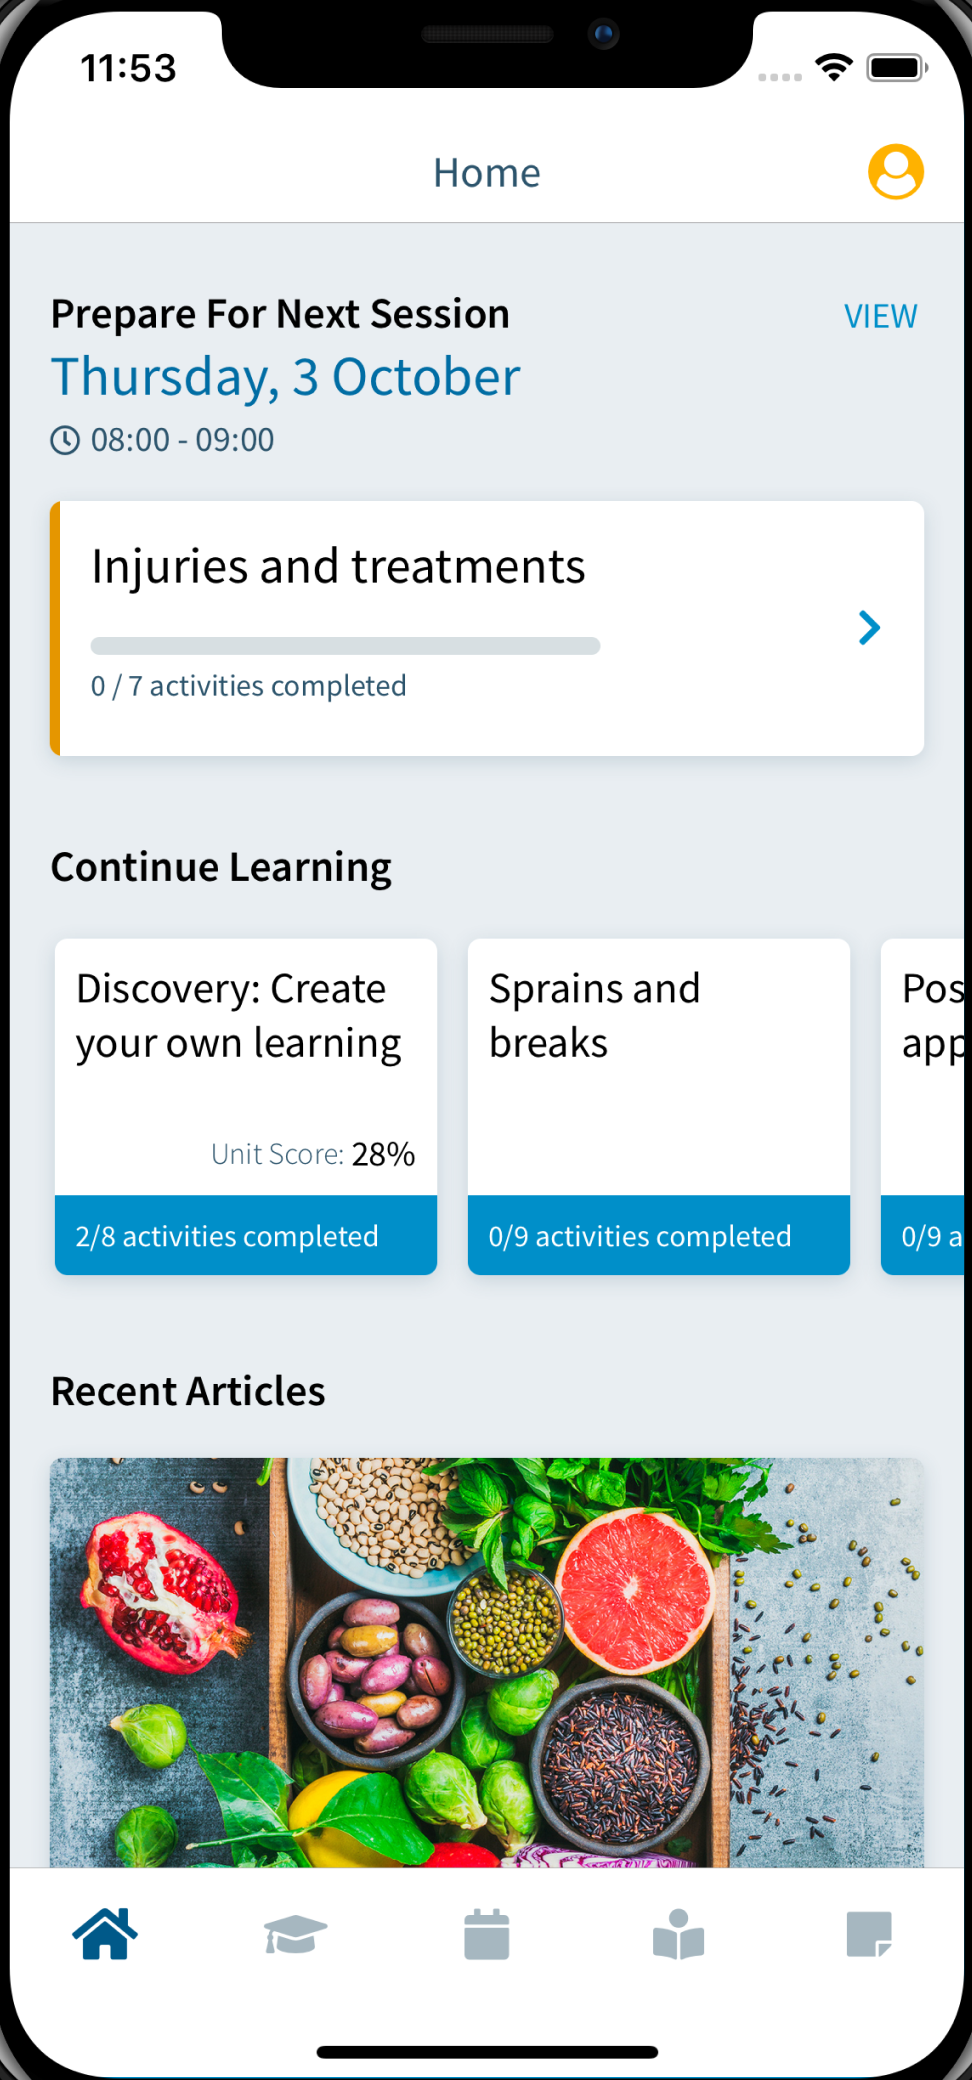 11:53
Home
Prepare For Next Session
VIEW
Thursday, 3 October
08:00 - 09:00
Injuries and treatments
0 / 7 activities completed
Continue Learning
Discovery: Create
your own learning
Unit Score: 28%
2/8 activities completed
Sprains and
breaks
0/9 activities completed
Pos
app
0/9 a
Recent Articles